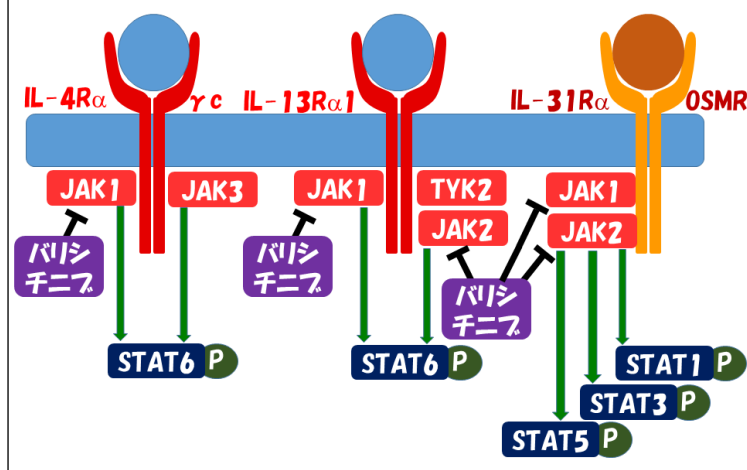 IL-4Rα
γc
IL-13Rα1
IL-31Rα
OSMR
JAK1
JAK3
JAK1
TYK2
JAK2
JAK1
JAK2
バリシ
チニブ
バリシ
チニブ
バリシ
チニブ
STAT6 P
STAT6 P
STAT1 P
STAT3 P
STAT5 P